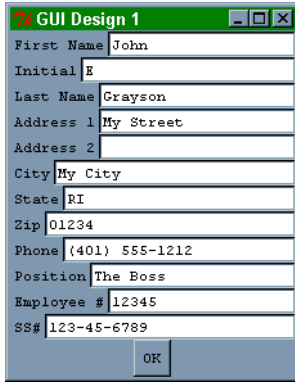 GUI Design 1
First Name John
Initial E
Last Name Grayson
Address 1 My Street
Address 2
City My City
State RI
Zip 01234
Phone (401) 555-1212
Position The Boss
Employee # 12345
SS# 123-45-6789
OK